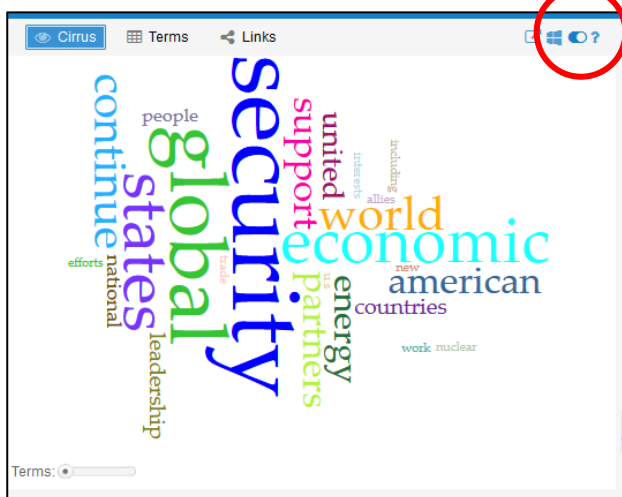 Cirrus Terms Links ?
security
global
economic
world
states
continue
american
support
united
partners
energy
countries
people
leadership
national
efforts
trade
interests
including
allies
new
u.s
work
nuclear
Terms: